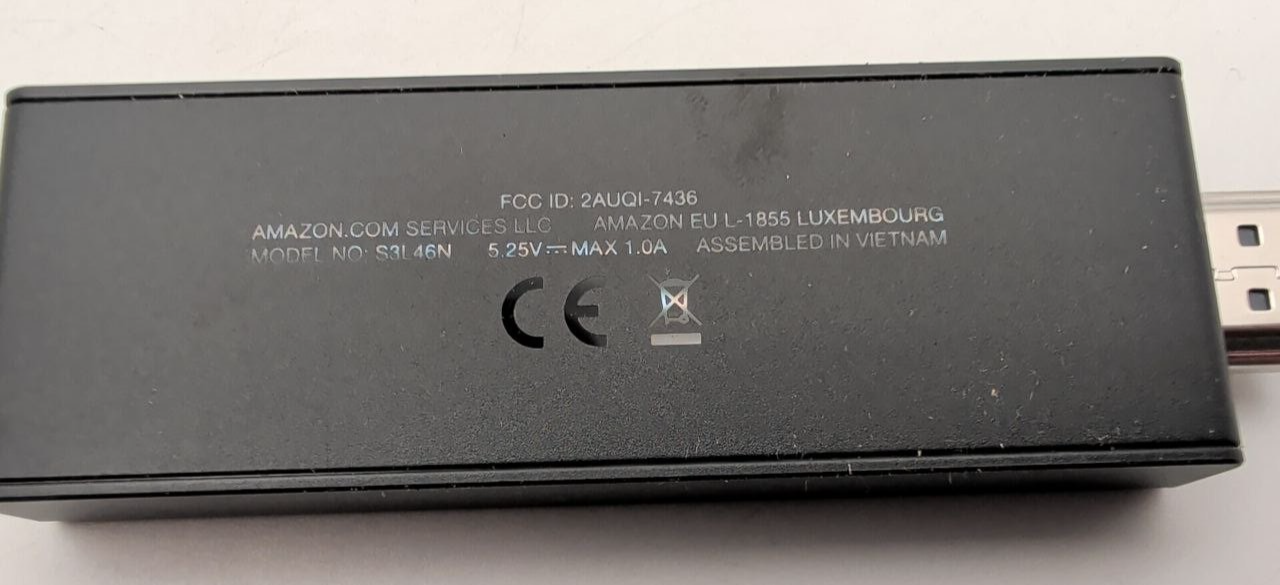 FCC ID: 2AUQI-7436
AMAZON.COM SERVICES LLC AMAZON EU L-1855 LUXEMBOURG
MODEL NO: S3L46N 5.25V⎓MAX 1.0A ASSEMBLED IN VIETNAM
CE